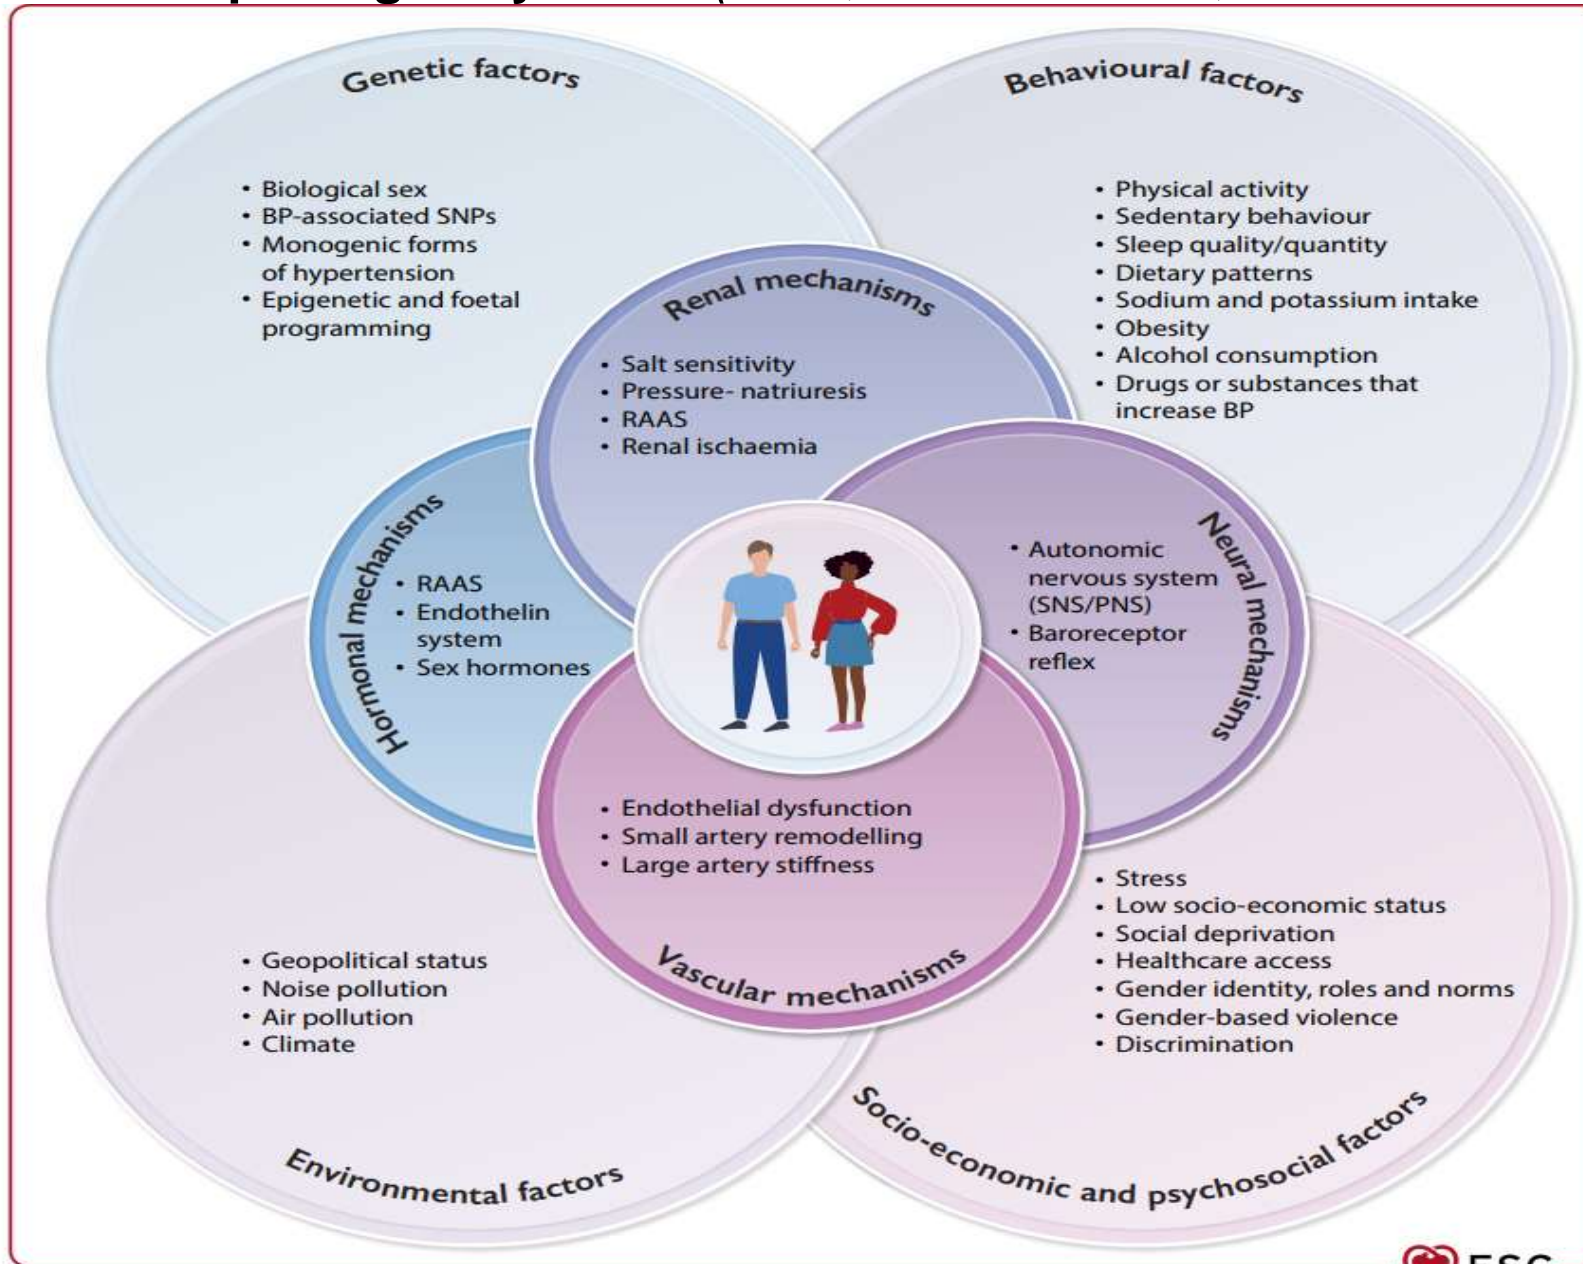 Genetic factors
• Biological sex
• BP-associated SNPs
• Monogenic forms
of hypertension
• Epigenetic and foetal
programming
Behavioural factors
• Physical activity
• Sedentary behaviour
• Sleep quality/quantity
• Dietary patterns
• Sodium and potassium intake
• Obesity
• Alcohol consumption
• Drugs or substances that
increase BP
Renal mechanisms
• Salt sensitivity
• Pressure- natriuresis
• RAAS
• Renal ischaemia
Hormonal mechanisms
• RAAS
• Endothelin
system
• Sex hormones
Neural mechanisms
• Autonomic
nervous system
(SNS/PNS)
• Baroreceptor
reflex
• Endothelial dysfunction
• Small artery remodelling
• Large artery stiffness
Vascular mechanisms
• Geopolitical status
• Noise pollution
• Air pollution
• Climate
Environmental factors
• Stress
• Low socio-economic status
• Social deprivation
• Healthcare access
• Gender identity, roles and norms
• Gender-based violence
• Discrimination
Socio-economic and psychosocial factors
ESC